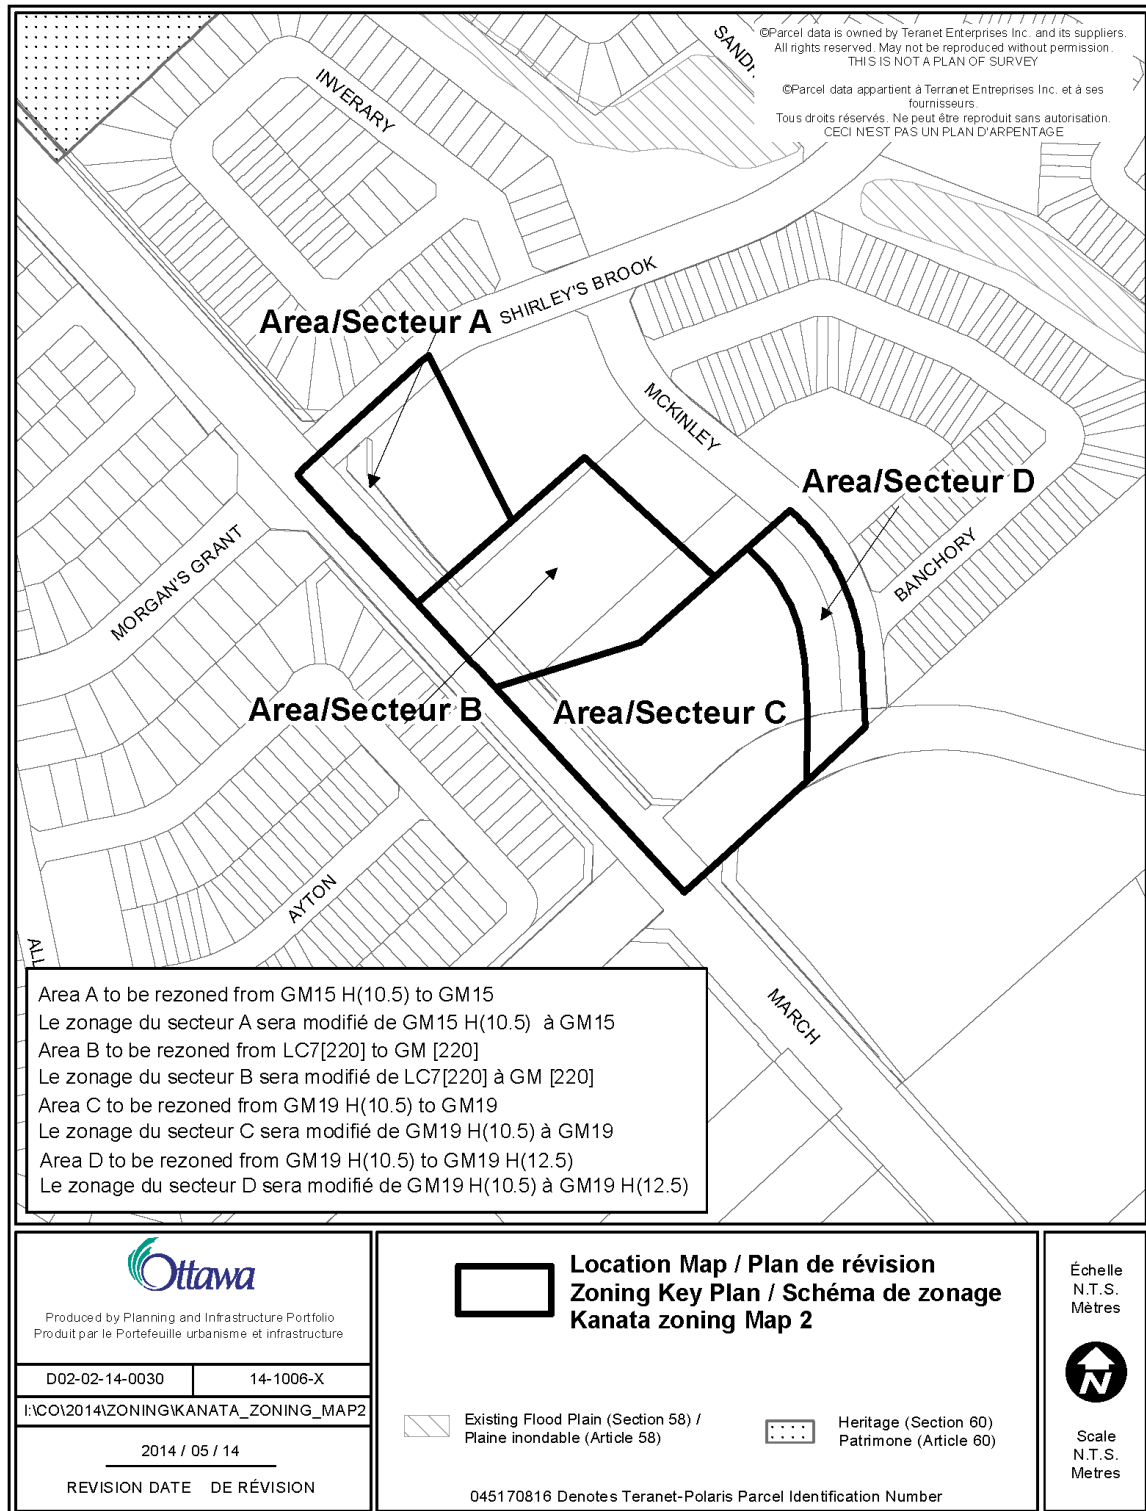 ©Parcel data is owned by Teranet Enterprises Inc. and its suppliers.
All rights reserved. May not be reproduced without permission.
THIS IS NOT A PLAN OF SURVEY
©Parcel data appartient à Terranet Entreprises Inc. et à ses
fournisseurs.
Tous droits réservés. Ne peut être reproduit sans autorisation.
CECI N'EST PAS UN PLAN D'ARPENTAGE
INVERARY
SHIRLEY'S BROOK
Area/Secteur A
MCKINLEY
Area/Secteur D
MORGAN'S GRANT
BANCHORY
Area/Secteur B
Area/Secteur C
AYTON
MARCH
Area A to be rezoned from GM15 H(10.5) to GM15
Le zonage du secteur A sera modifié de GM15 H(10.5) à GM15
Area B to be rezoned from LC7[220] to GM [220]
Le zonage du secteur B sera modifié de LC7[220] à GM [220]
Area C to be rezoned from GM19 H(10.5) to GM19
Le zonage du secteur C sera modifié de GM19 H(10.5) à GM19
Area D to be rezoned from GM19 H(10.5) to GM19 H(12.5)
Le zonage du secteur D sera modifié de GM19 H(10.5) à GM19 H(12.5)
Ottawa
Produced by Planning and Infrastructure Portfolio
Produit par le Portefeuille urbanisme et infrastructure
D02-02-14-0030 14-1006-X
I:\CO\2014\ZONING\KANATA_ZONING_MAP2
2014 / 05 / 14
REVISION DATE DE RÉVISION
Location Map / Plan de révision
Zoning Key Plan / Schéma de zonage
Kanata zoning Map 2
Existing Flood Plain (Section 58) /
Plaine inondable (Article 58)
Heritage (Section 60)
Patrimone (Article 60)
045170816 Denotes Teranet-Polaris Parcel Identification Number
Échelle
N.T.S.
Mètres
N
Scale
N.T.S.
Metres